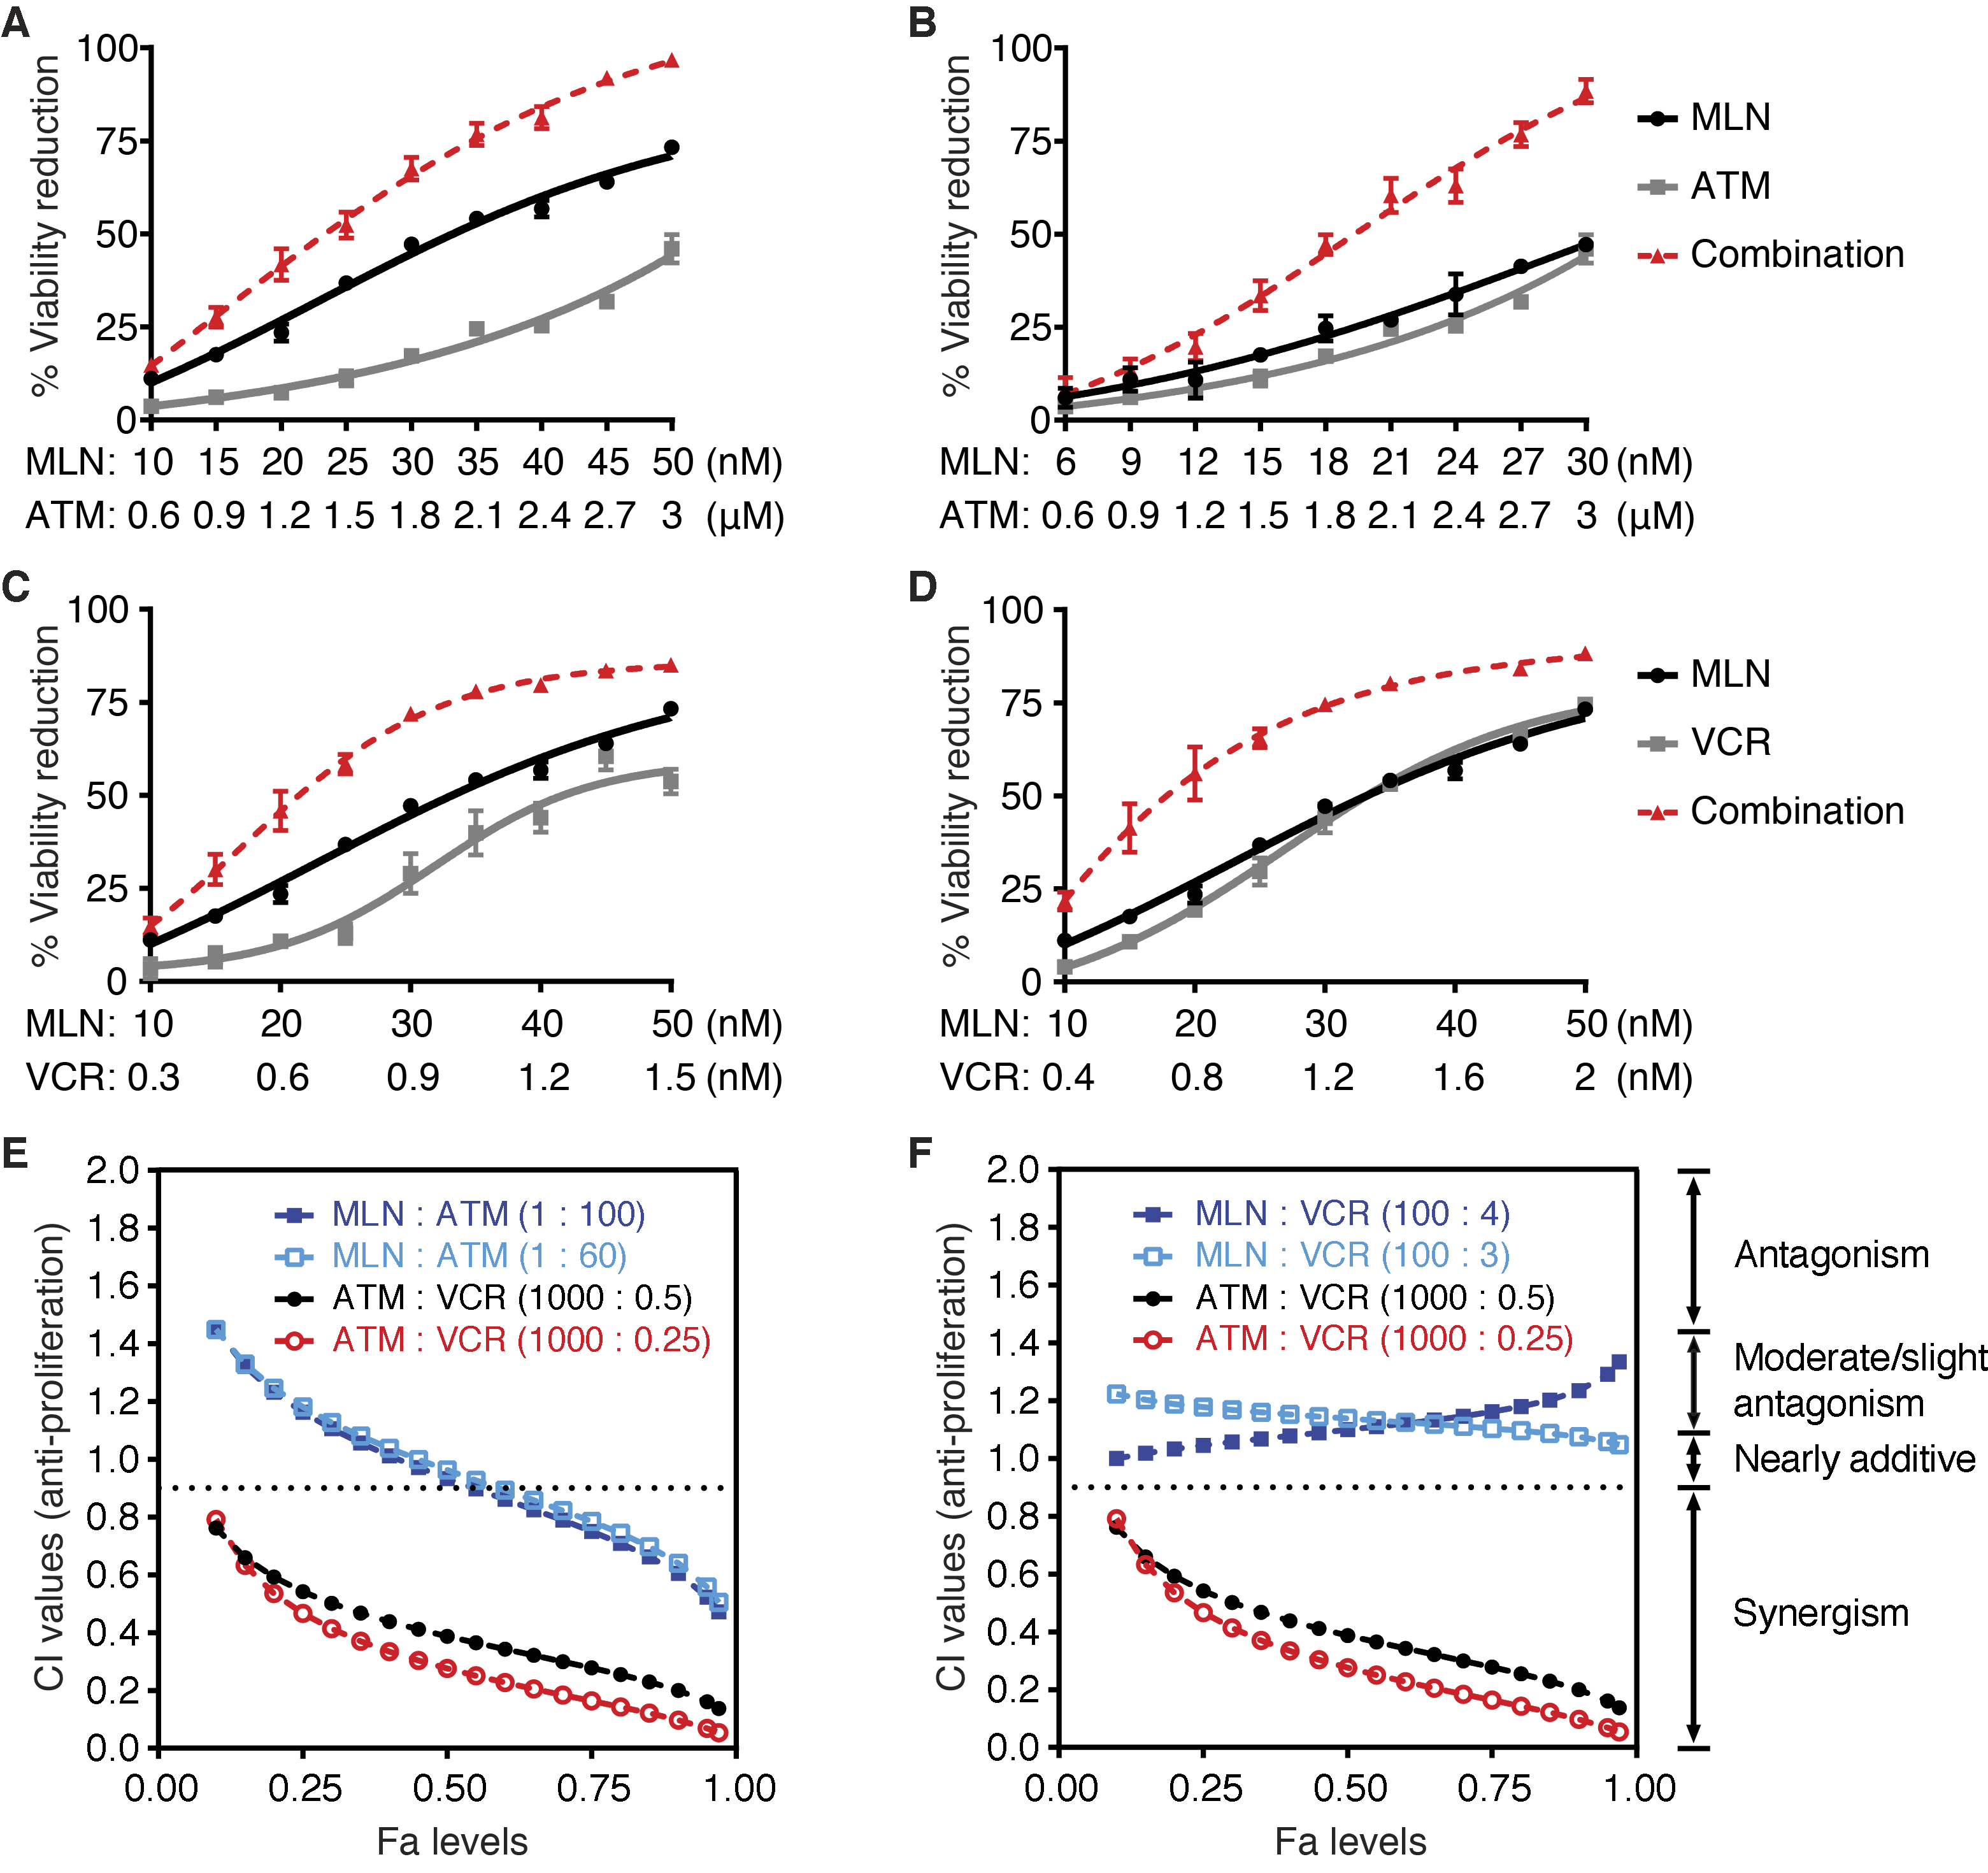 A
% Viability reduction
100
75
50
25
0
MLN: 10 15 20 25 30 35 40 45 50 (nM)
ATM: 0.6 0.9 1.2 1.5 1.8 2.1 2.4 2.7 3 (µM)
B
% Viability reduction
100
75
50
25
0
MLN: 6 9 12 15 18 21 24 27 30 (nM)
ATM: 0.6 0.9 1.2 1.5 1.8 2.1 2.4 2.7 3 (µM)
MLN
ATM
Combination
C
% Viability reduction
100
75
50
25
0
MLN: 10 20 30 40 50 (nM)
VCR: 0.3 0.6 0.9 1.2 1.5 (nM)
D
% Viability reduction
100
75
50
25
0
MLN: 10 20 30 40 50 (nM)
VCR: 0.4 0.8 1.2 1.6 2 (nM)
MLN
VCR
Combination
E
CI values (anti-proliferation)
2.0
1.8
1.6
1.4
1.2
1.0
0.8
0.6
0.4
0.2
0.0
MLN : ATM (1 : 100)
MLN : ATM (1 : 60)
ATM : VCR (1000 : 0.5)
ATM : VCR (1000 : 0.25)
0.00 0.25 0.50 0.75 1.00
Fa levels
F
CI values (anti-proliferation)
2.0
1.8
1.6
1.4
1.2
1.0
0.8
0.6
0.4
0.2
0.0
MLN : VCR (100 : 4)
MLN : VCR (100 : 3)
ATM : VCR (1000 : 0.5)
ATM : VCR (1000 : 0.25)
0.00 0.25 0.50 0.75 1.00
Fa levels
Antagonism
Moderate/slight
antagonism
Nearly additive
Synergism